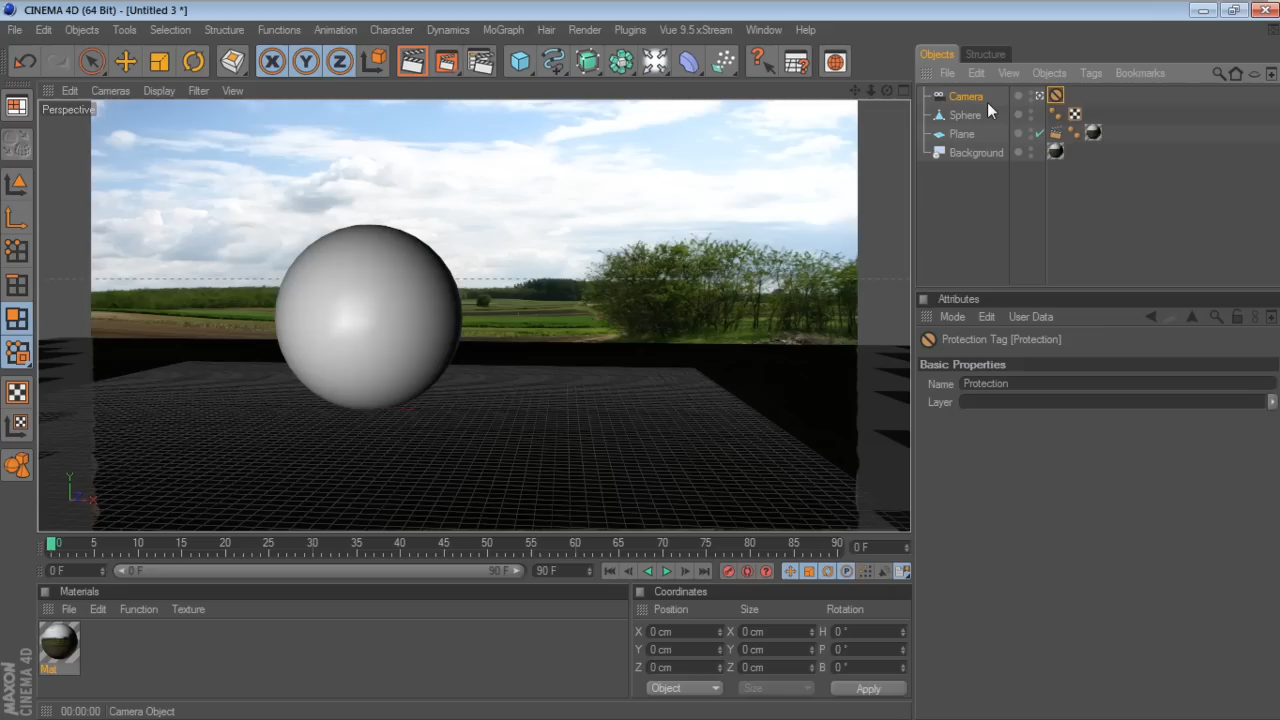 CINEMA 4D (64 Bit) - [Untitled 3 *]
File Edit Objects Tools Selection Structure Functions Animation Character Dynamics MoGraph Hair Render Plugins Vue 9.5 xStream Window Help
X Y Z
Objects Structure
File Edit View Objects Tags Bookmarks
Edit Cameras Display Filter View
Perspective
Camera
Sphere
Plane
Background
Attributes
Mode Edit User Data
Protection Tag [Protection]
Basic Properties
Name Protection
Layer
Y
X
0 5 10 15 20 25 30 35 40 45 50 55 60 65 70 75 80 85 90 0 F
0 F 0 F 90 F 90 F
Materials
File Edit Function Texture
Mat
Coordinates
Position Size Rotation
X 0 cm X 0 cm H 0 °
Y 0 cm Y 0 cm P 0 °
Z 0 cm Z 0 cm B 0 °
Object Size Apply
MAXON
CINEMA 4D
00:00:00 Camera Object